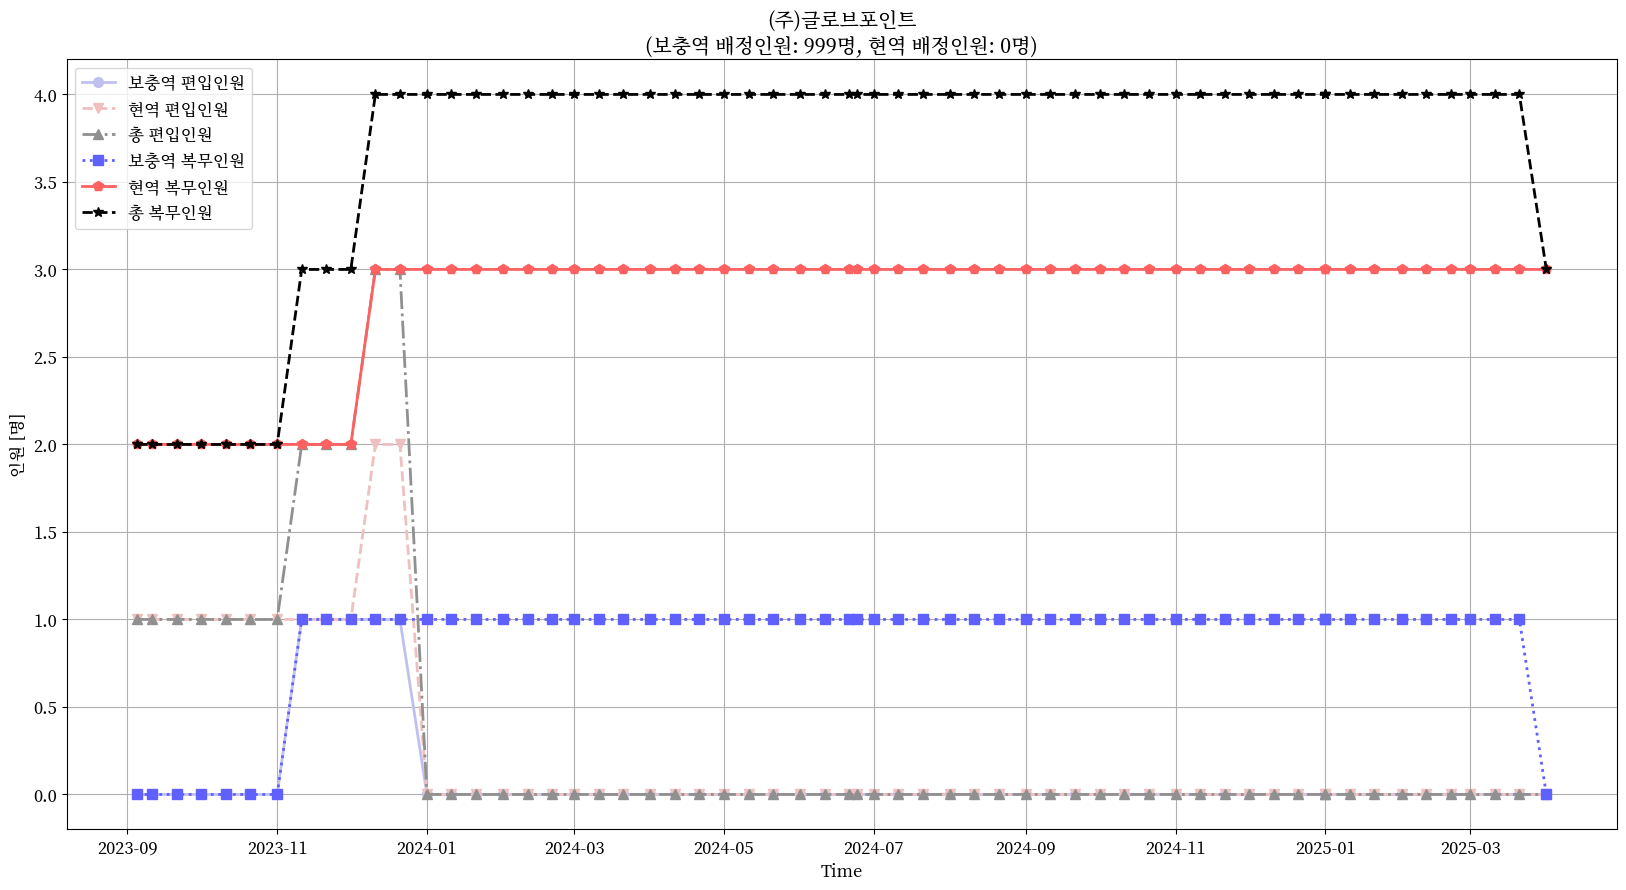 (주)글로브포인트
(보충역 배정인원: 999명, 현역 배정인원: 0명)
보충역 편입인원
현역 편입인원
총 편입인원
보충역 복무인원
현역 복무인원
총 복무인원
4.0
3.5
3.0
2.5
2.0
1.5
1.0
0.5
0.0
인원 [명]
2023-09 2023-11 2024-01 2024-03 2024-05 2024-07 2024-09 2024-11 2025-01 2025-03
Time